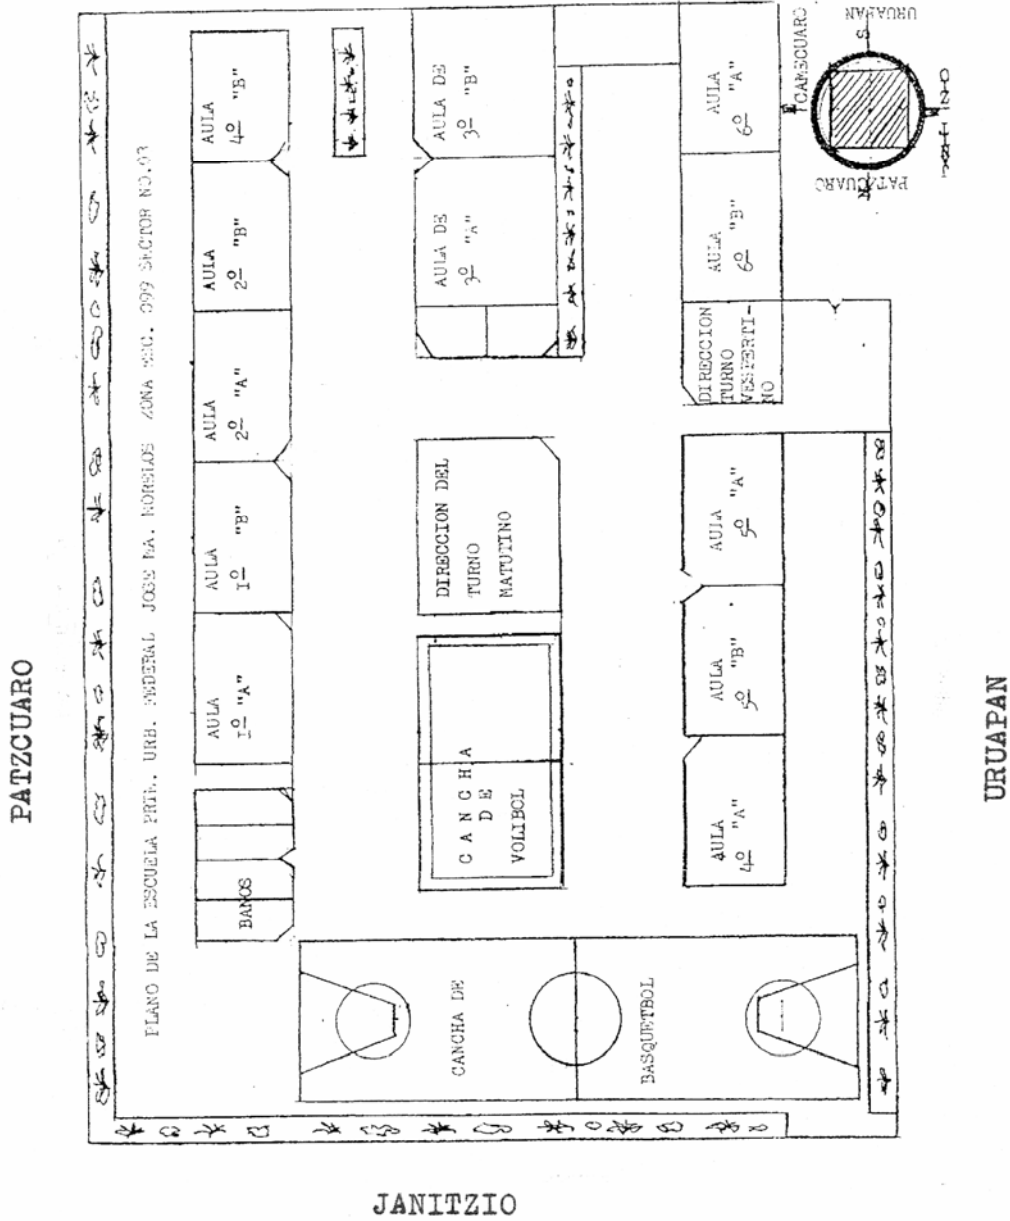 PLANO DE LA ESCUELA PRIM. URB. FEDERAL JOSE MA. MORELOS ZONA ESC. 099 SECTOR NO.03
AULA
4º "B"
AULA
2º "B"
AULA
2º "A"
AULA
1º "B"
AULA
1º "A"
BAÑOS
AULA DE
3º "B"
AULA DE
3º "A"
DIRECCION DEL
TURNO
MATUTINO
CANCHA
DE
VOLIBOL
AULA
6º "A"
AULA
6º "B"
DIRECCION
TURNO
VESPERTI-
NO
AULA
5º "A"
AULA
5º "B"
AULA
4º "A"
CANCHA DE
BASQUETBOL
URUAPAN
S
CAMECUARO
E
PATZCUARO
N
PATZCUARO
URUAPAN
JANITZIO